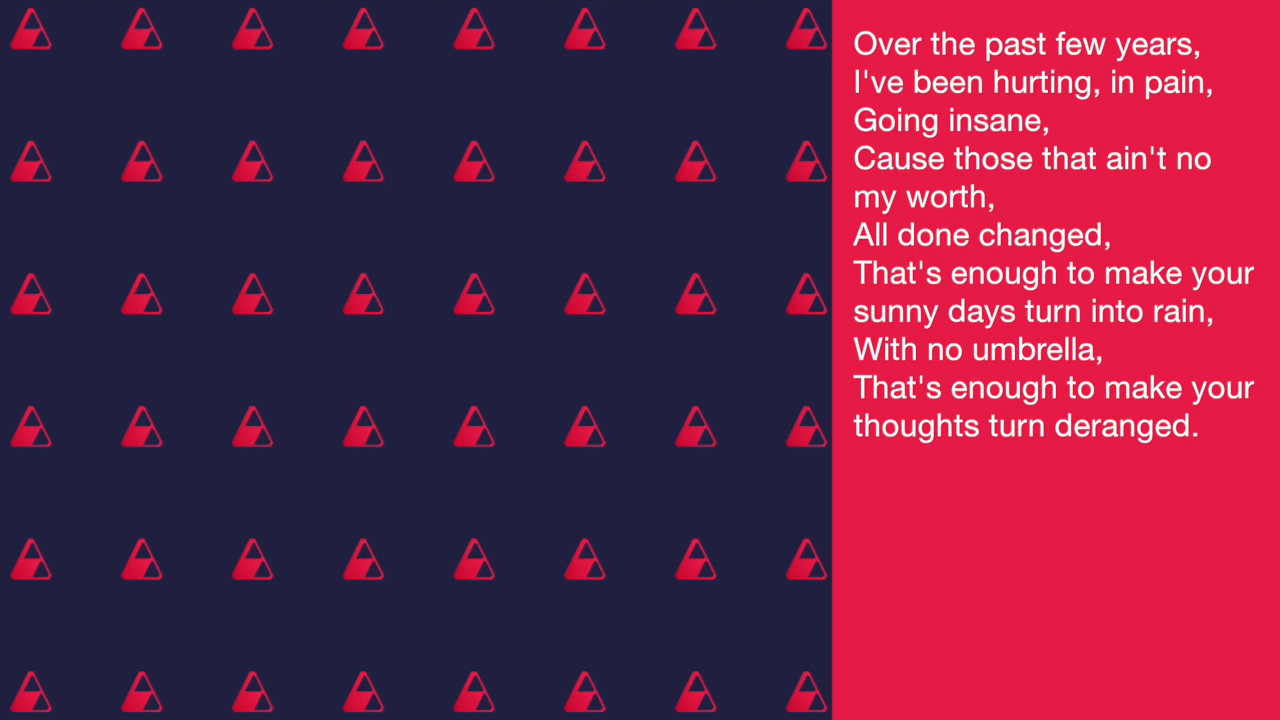 Over the past few years,
I've been hurting, in pain,
Going insane,
Cause those that ain't no
my worth,
All done changed,
That's enough to make your
sunny days turn into rain,
With no umbrella,
That's enough to make your
thoughts turn deranged.